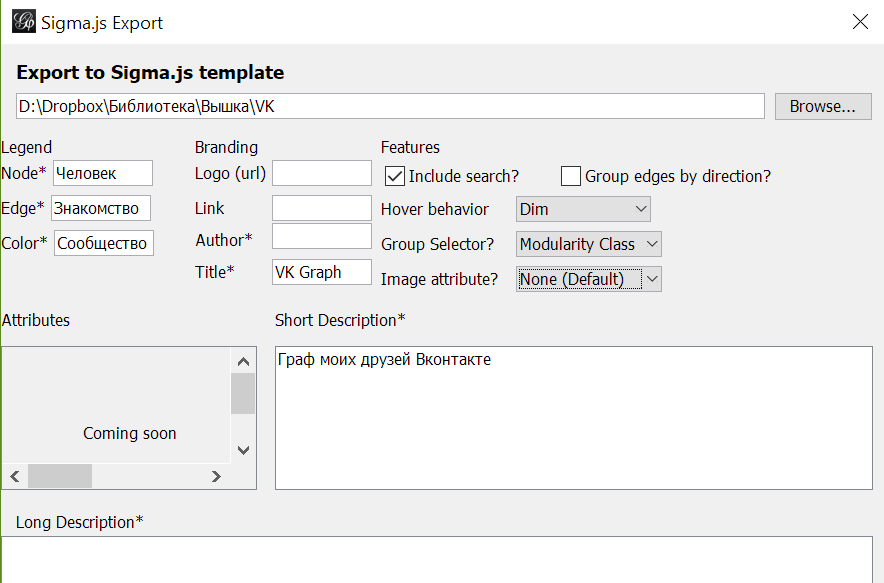 Sigma.js Export
Export to Sigma.js template
D:\Dropbox\Библиотека\Вышка\VK
Browse...
Legend
Node* Человек
Edge* Знакомство
Color* Сообщество
Branding
Logo (url)
Link
Author*
Title* VK Graph
Features
Include search?
Group edges by direction?
Hover behavior Dim
Group Selector? Modularity Class
Image attribute? None (Default)
Attributes
Coming soon
Short Description*
Граф моих друзей Вконтакте
Long Description*